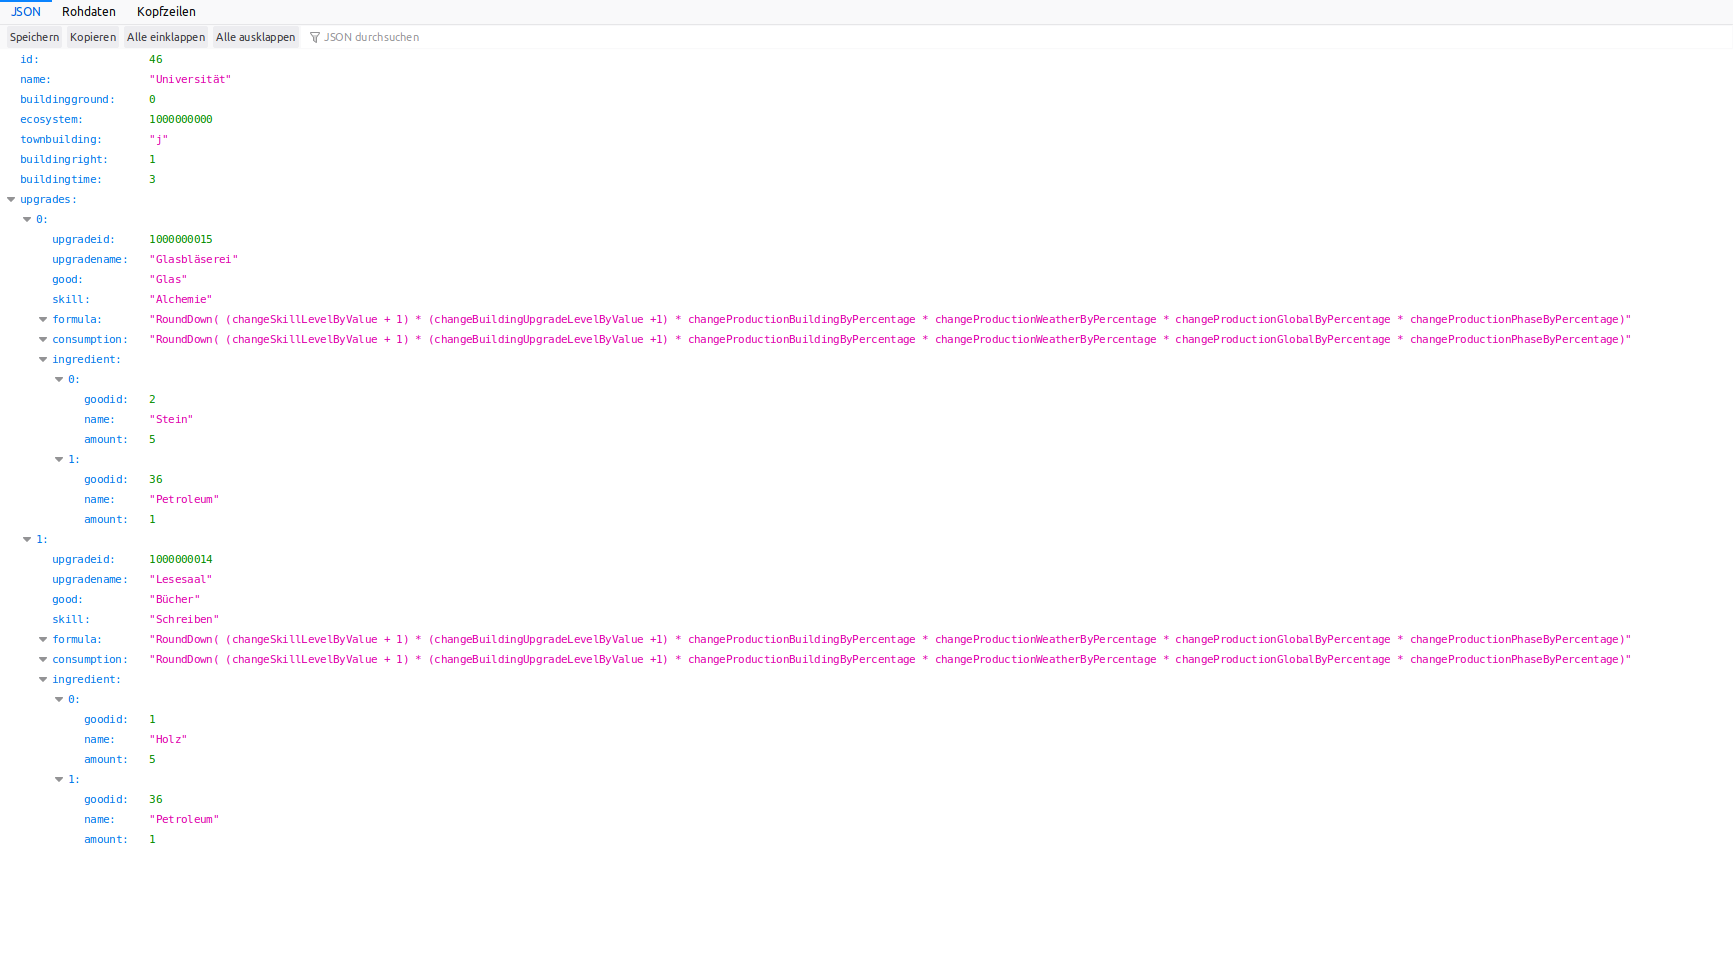 JSON Rohdaten Kopfzeilen
Speichern Kopieren Alle einklappen Alle ausklappen JSON durchsuchen
id: 46
name: "Universität"
buildingground: 0
ecosystem: 1000000000
townbuilding: "j"
buildingright: 1
buildingtime: 3
upgrades:
0:
upgradeid: 1000000015
upgradename: "Glasbläserei"
good: "Glas"
skill: "Alchemie"
formula: "RoundDown( (changeSkillLevelByValue + 1) * (changeBuildingUpgradeLevelByValue +1) * changeProductionBuildingByPercentage * changeProductionWeatherByPercentage * changeProductionGlobalByPercentage * changeProductionPhaseByPercentage)"
consumption: "RoundDown( (changeSkillLevelByValue + 1) * (changeBuildingUpgradeLevelByValue +1) * changeProductionBuildingByPercentage * changeProductionWeatherByPercentage * changeProductionGlobalByPercentage * changeProductionPhaseByPercentage)"
ingredient:
0:
goodid: 2
name: "Stein"
amount: 5
1:
goodid: 36
name: "Petroleum"
amount: 1
1:
upgradeid: 1000000014
upgradename: "Lesesaal"
good: "Bücher"
skill: "Schreiben"
formula: "RoundDown( (changeSkillLevelByValue + 1) * (changeBuildingUpgradeLevelByValue +1) * changeProductionBuildingByPercentage * changeProductionWeatherByPercentage * changeProductionGlobalByPercentage * changeProductionPhaseByPercentage)"
consumption: "RoundDown( (changeSkillLevelByValue + 1) * (changeBuildingUpgradeLevelByValue +1) * changeProductionBuildingByPercentage * changeProductionWeatherByPercentage * changeProductionGlobalByPercentage * changeProductionPhaseByPercentage)"
ingredient:
0:
goodid: 1
name: "Holz"
amount: 5
1:
goodid: 36
name: "Petroleum"
amount: 1